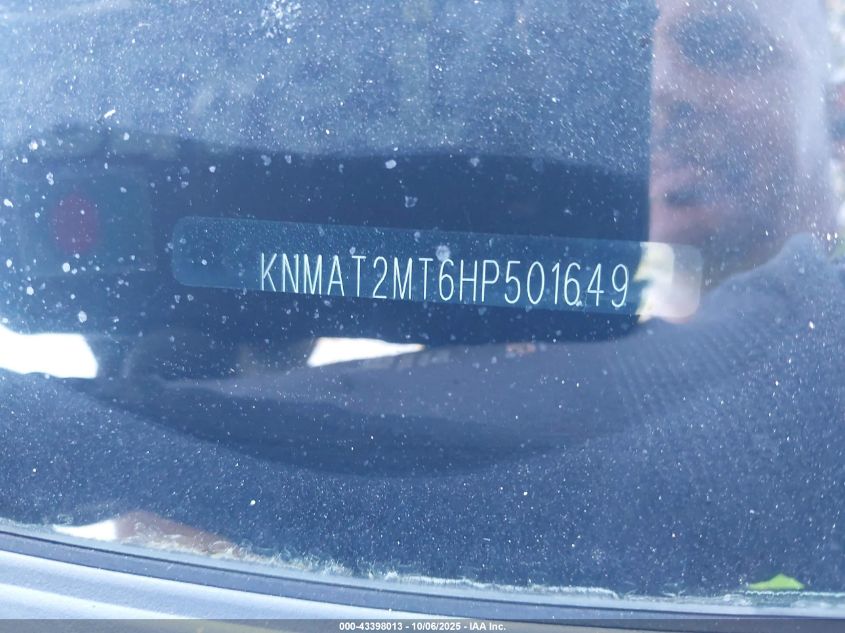 KNMAT2MT6HP501649
000-43398013 - 10/06/2025 - IAA Inc.